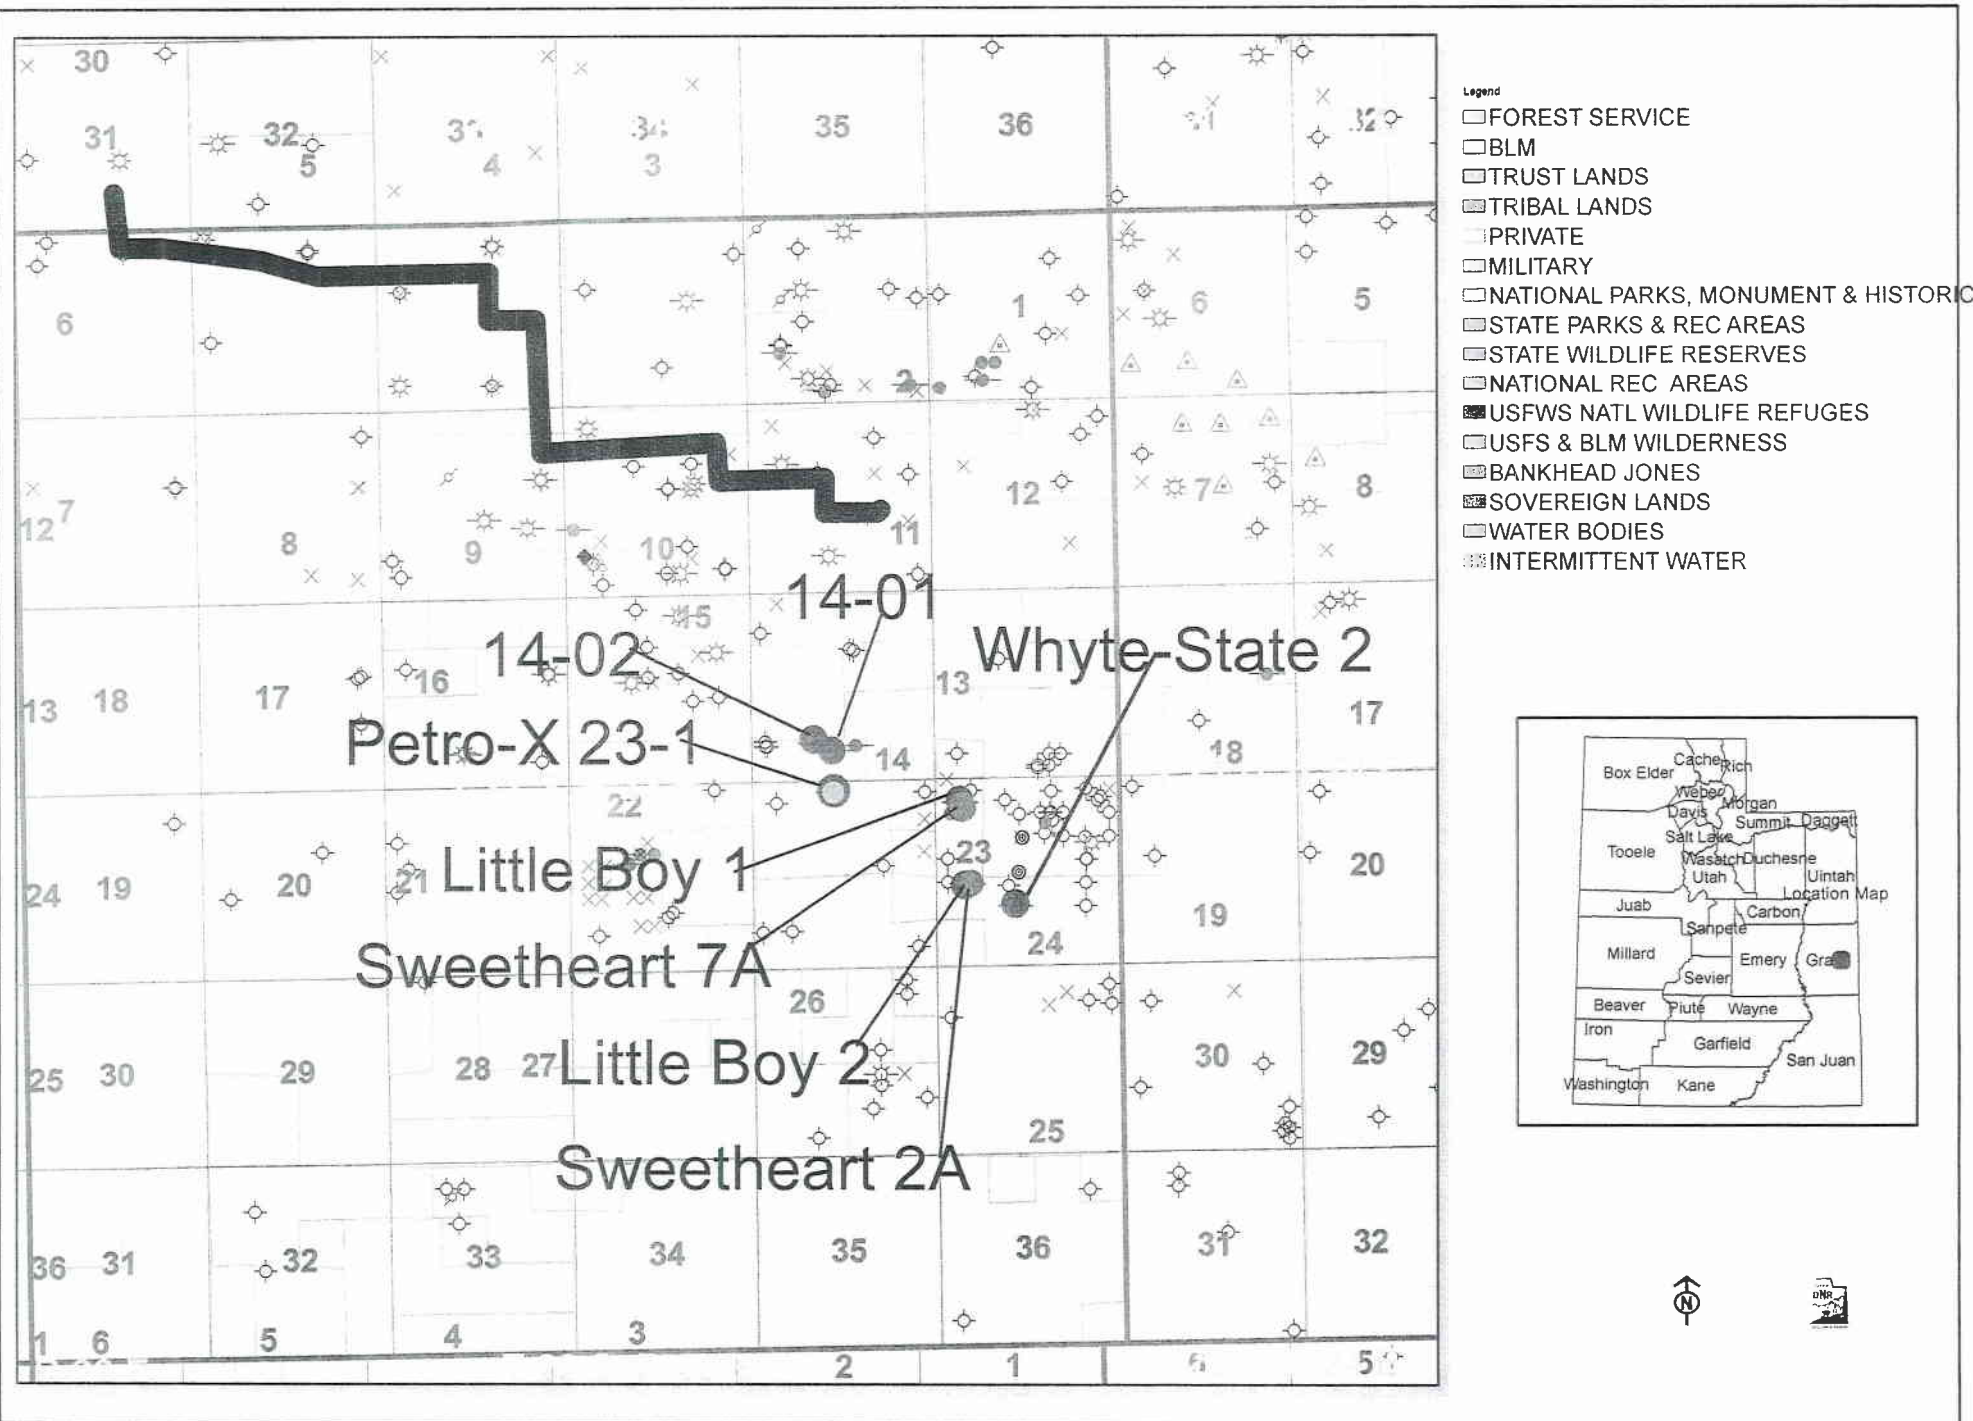 30
31
32
5
4
3
35
36
6
1
6
5
2
12
7
8
9
10
11
12
7
8
14-01
14-02
15
Whyte-State 2
13
18
17
16
13
17
Petro-X 23-1
14
18
22
Little Boy 1
23
24
19
20
21
20
19
Sweetheart 7A
24
26
25
30
29
28
27
Little Boy 2
30
29
25
Sweetheart 2A
36
31
32
33
34
35
36
31
32
1
6
5
4
3
2
1
5
Legend
FOREST SERVICE
BLM
TRUST LANDS
TRIBAL LANDS
PRIVATE
MILITARY
NATIONAL PARKS, MONUMENT & HISTORIC
STATE PARKS & REC AREAS
STATE WILDLIFE RESERVES
NATIONAL REC AREAS
USFWS NATL WILDLIFE REFUGES
USFS & BLM WILDERNESS
BANKHEAD JONES
SOVEREIGN LANDS
WATER BODIES
INTERMITTENT WATER
Box Elder
Cache
Rich
Weber
Morgan
Davis
Summit
Daggett
Salt Lake
Tooele
Wasatch
Duchesne
Utah
Uintah
Location Map
Juab
Carbon
Sanpete
Millard
Emery
Gra
Sevier
Beaver
Piute
Wayne
Iron
Garfield
San Juan
Washington
Kane
N
DNR